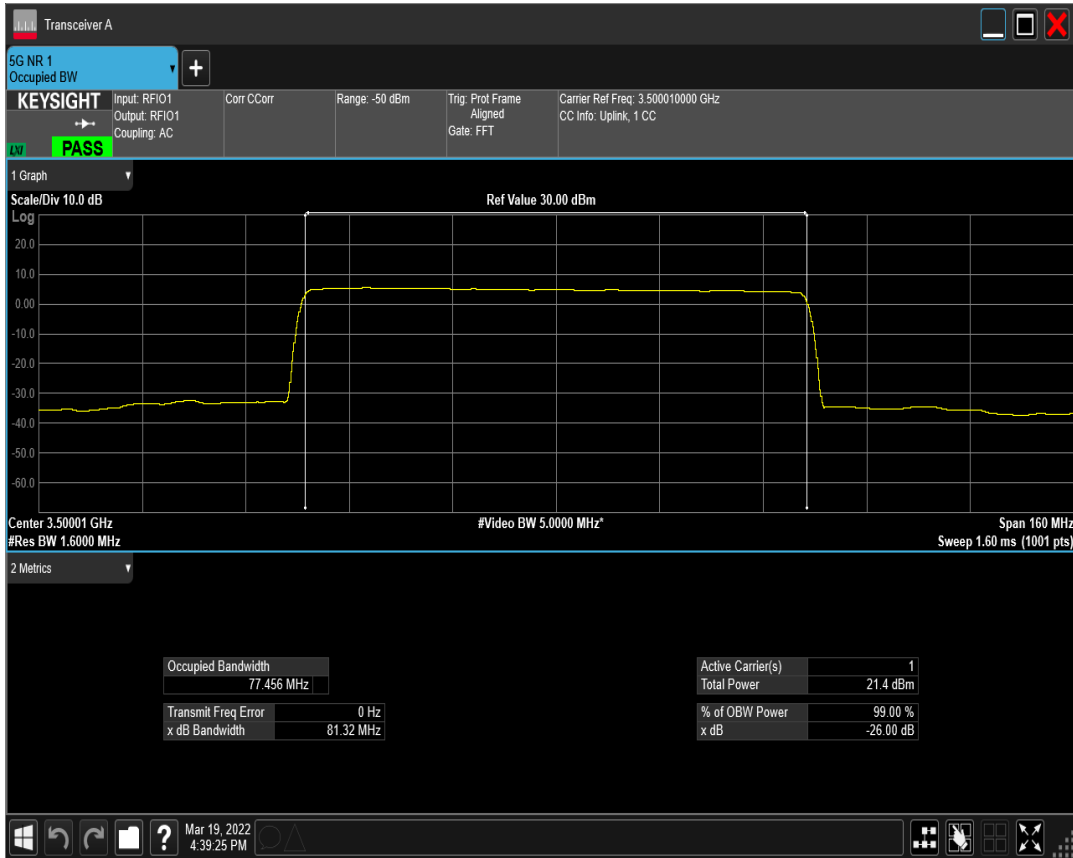 Transceiver A
5G NR 1
Occupied BW
+
KEYSIGHT
LXI
PASS
Input: RFIO1
Output: RFIO1
Coupling: AC
Corr CCorr
Range: -50 dBm
Trig: Prot Frame
Aligned
Gate: FFT
Carrier Ref Freq: 3.500010000 GHz
CC Info: Uplink, 1 CC
1 Graph
Scale/Div 10.0 dB
Ref Value 30.00 dBm
Log
20.0
10.0
0.00
-10.0
-20.0
-30.0
-40.0
-50.0
-60.0
Center 3.50001 GHz
#Video BW 5.0000 MHz*
Span 160 MHz
#Res BW 1.6000 MHz
Sweep 1.60 ms (1001 pts)
2 Metrics
Occupied Bandwidth
77.456 MHz
Transmit Freq Error 0 Hz
x dB Bandwidth 81.32 MHz
Active Carrier(s) 1
Total Power 21.4 dBm
% of OBW Power 99.00 %
x dB -26.00 dB
?
Mar 19, 2022
4:39:25 PM